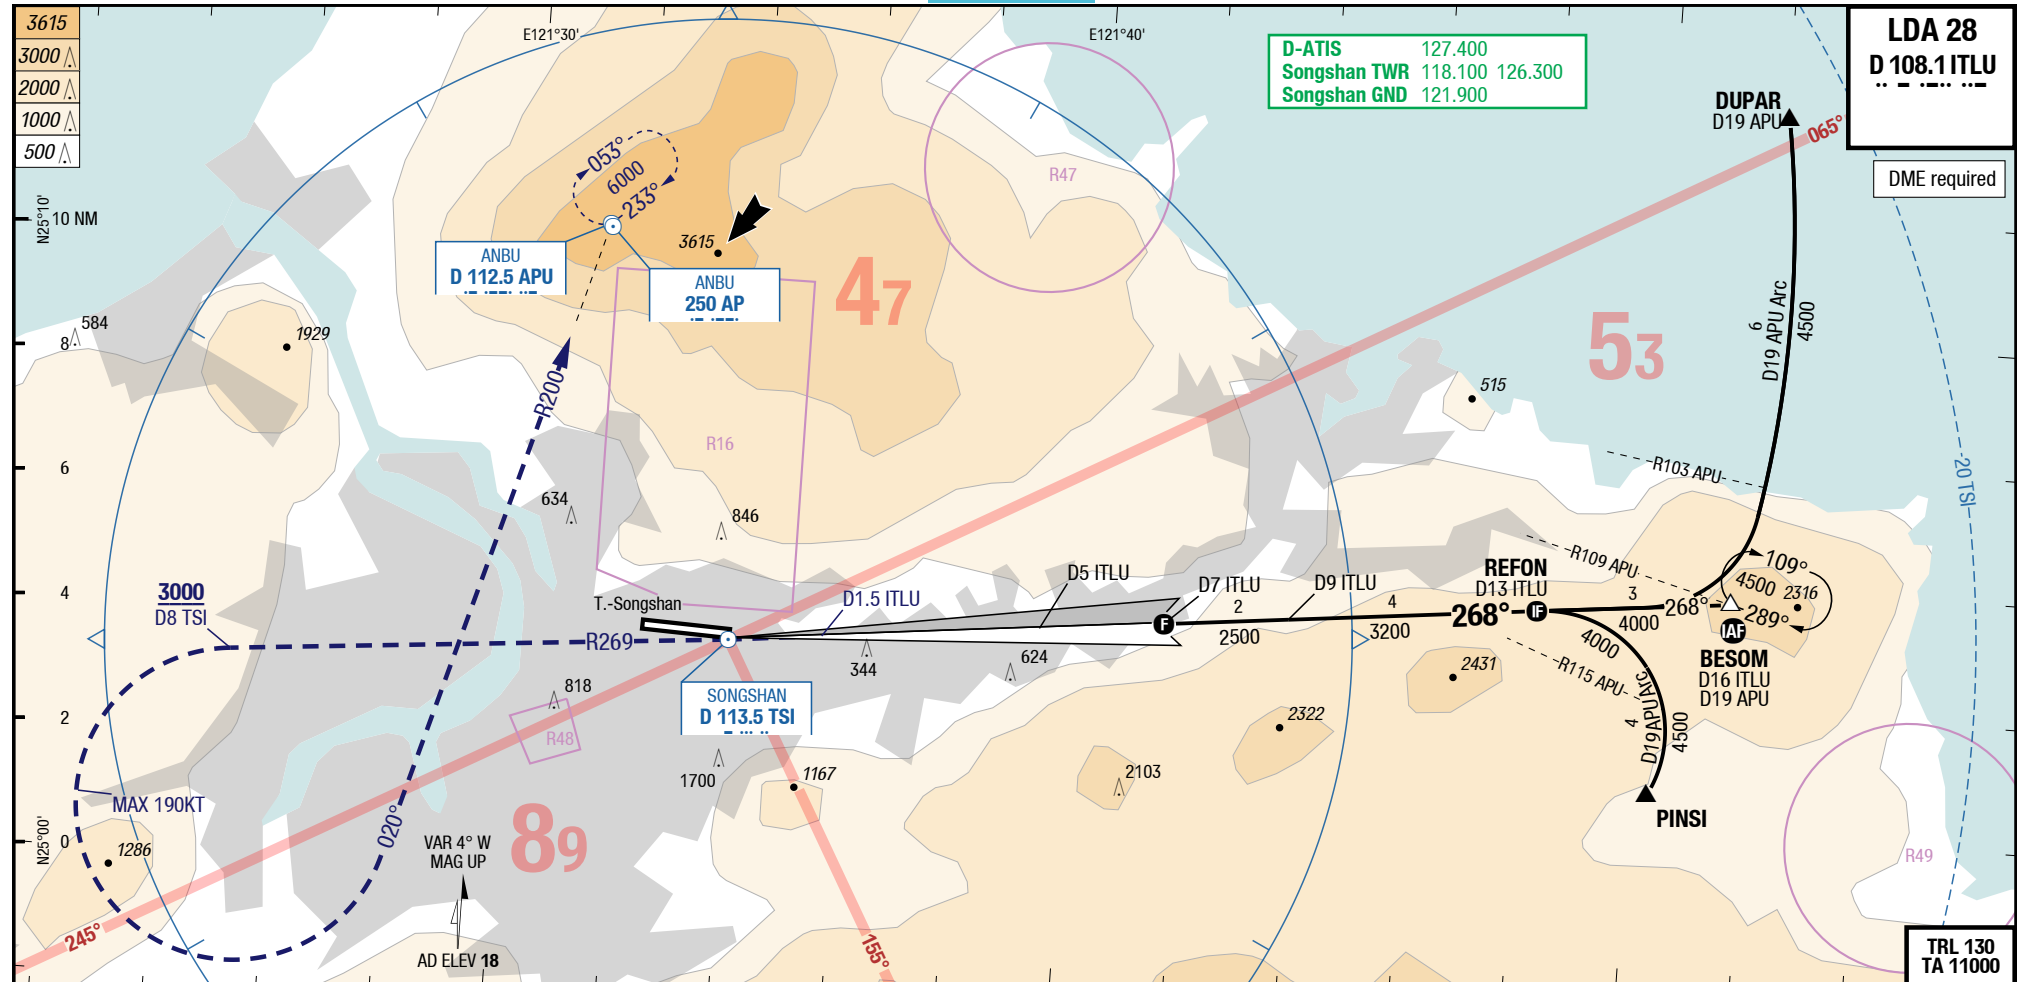 3615
3000
2000
1000
500
E121°30'
E121°40'
D-ATIS 127.400
Songshan TWR 118.100 126.300
Songshan GND 121.900
LDA 28
D 108.1 ITLU
DME required
DUPAR
D19 APU
065°
N25°10'
10 NM
8
6
4
2
0
N25°00'
053°
6000
233°
3615
R47
ANBU
D 112.5 APU
ANBU
250 AP
47
53
584
1929
R200
R16
634
846
515
D19 APU Arc
6
4500
R103 APU
20 TSI
R109 APU
109°
4500
2316
289°
REFON
D13 ITLU
D5 ITLU
D7 ITLU
D9 ITLU
D1.5 ITLU
3000
D8 TSI
T.-Songshan
R269
F
2
2500
4
3200
268°
IF
3
4000
268°
IAF
BESOM
D16 ITLU
D19 APU
344
624
4000
R115 APU
2431
D19 APU Arc
4
4500
818
R48
SONGSHAN
D 113.5 TSI
2322
1700
1167
2103
PINSI
MAX 190KT
020°
1286
VAR 4° W
MAG UP
89
R49
245°
155°
AD ELEV 18
TRL 130
TA 11000